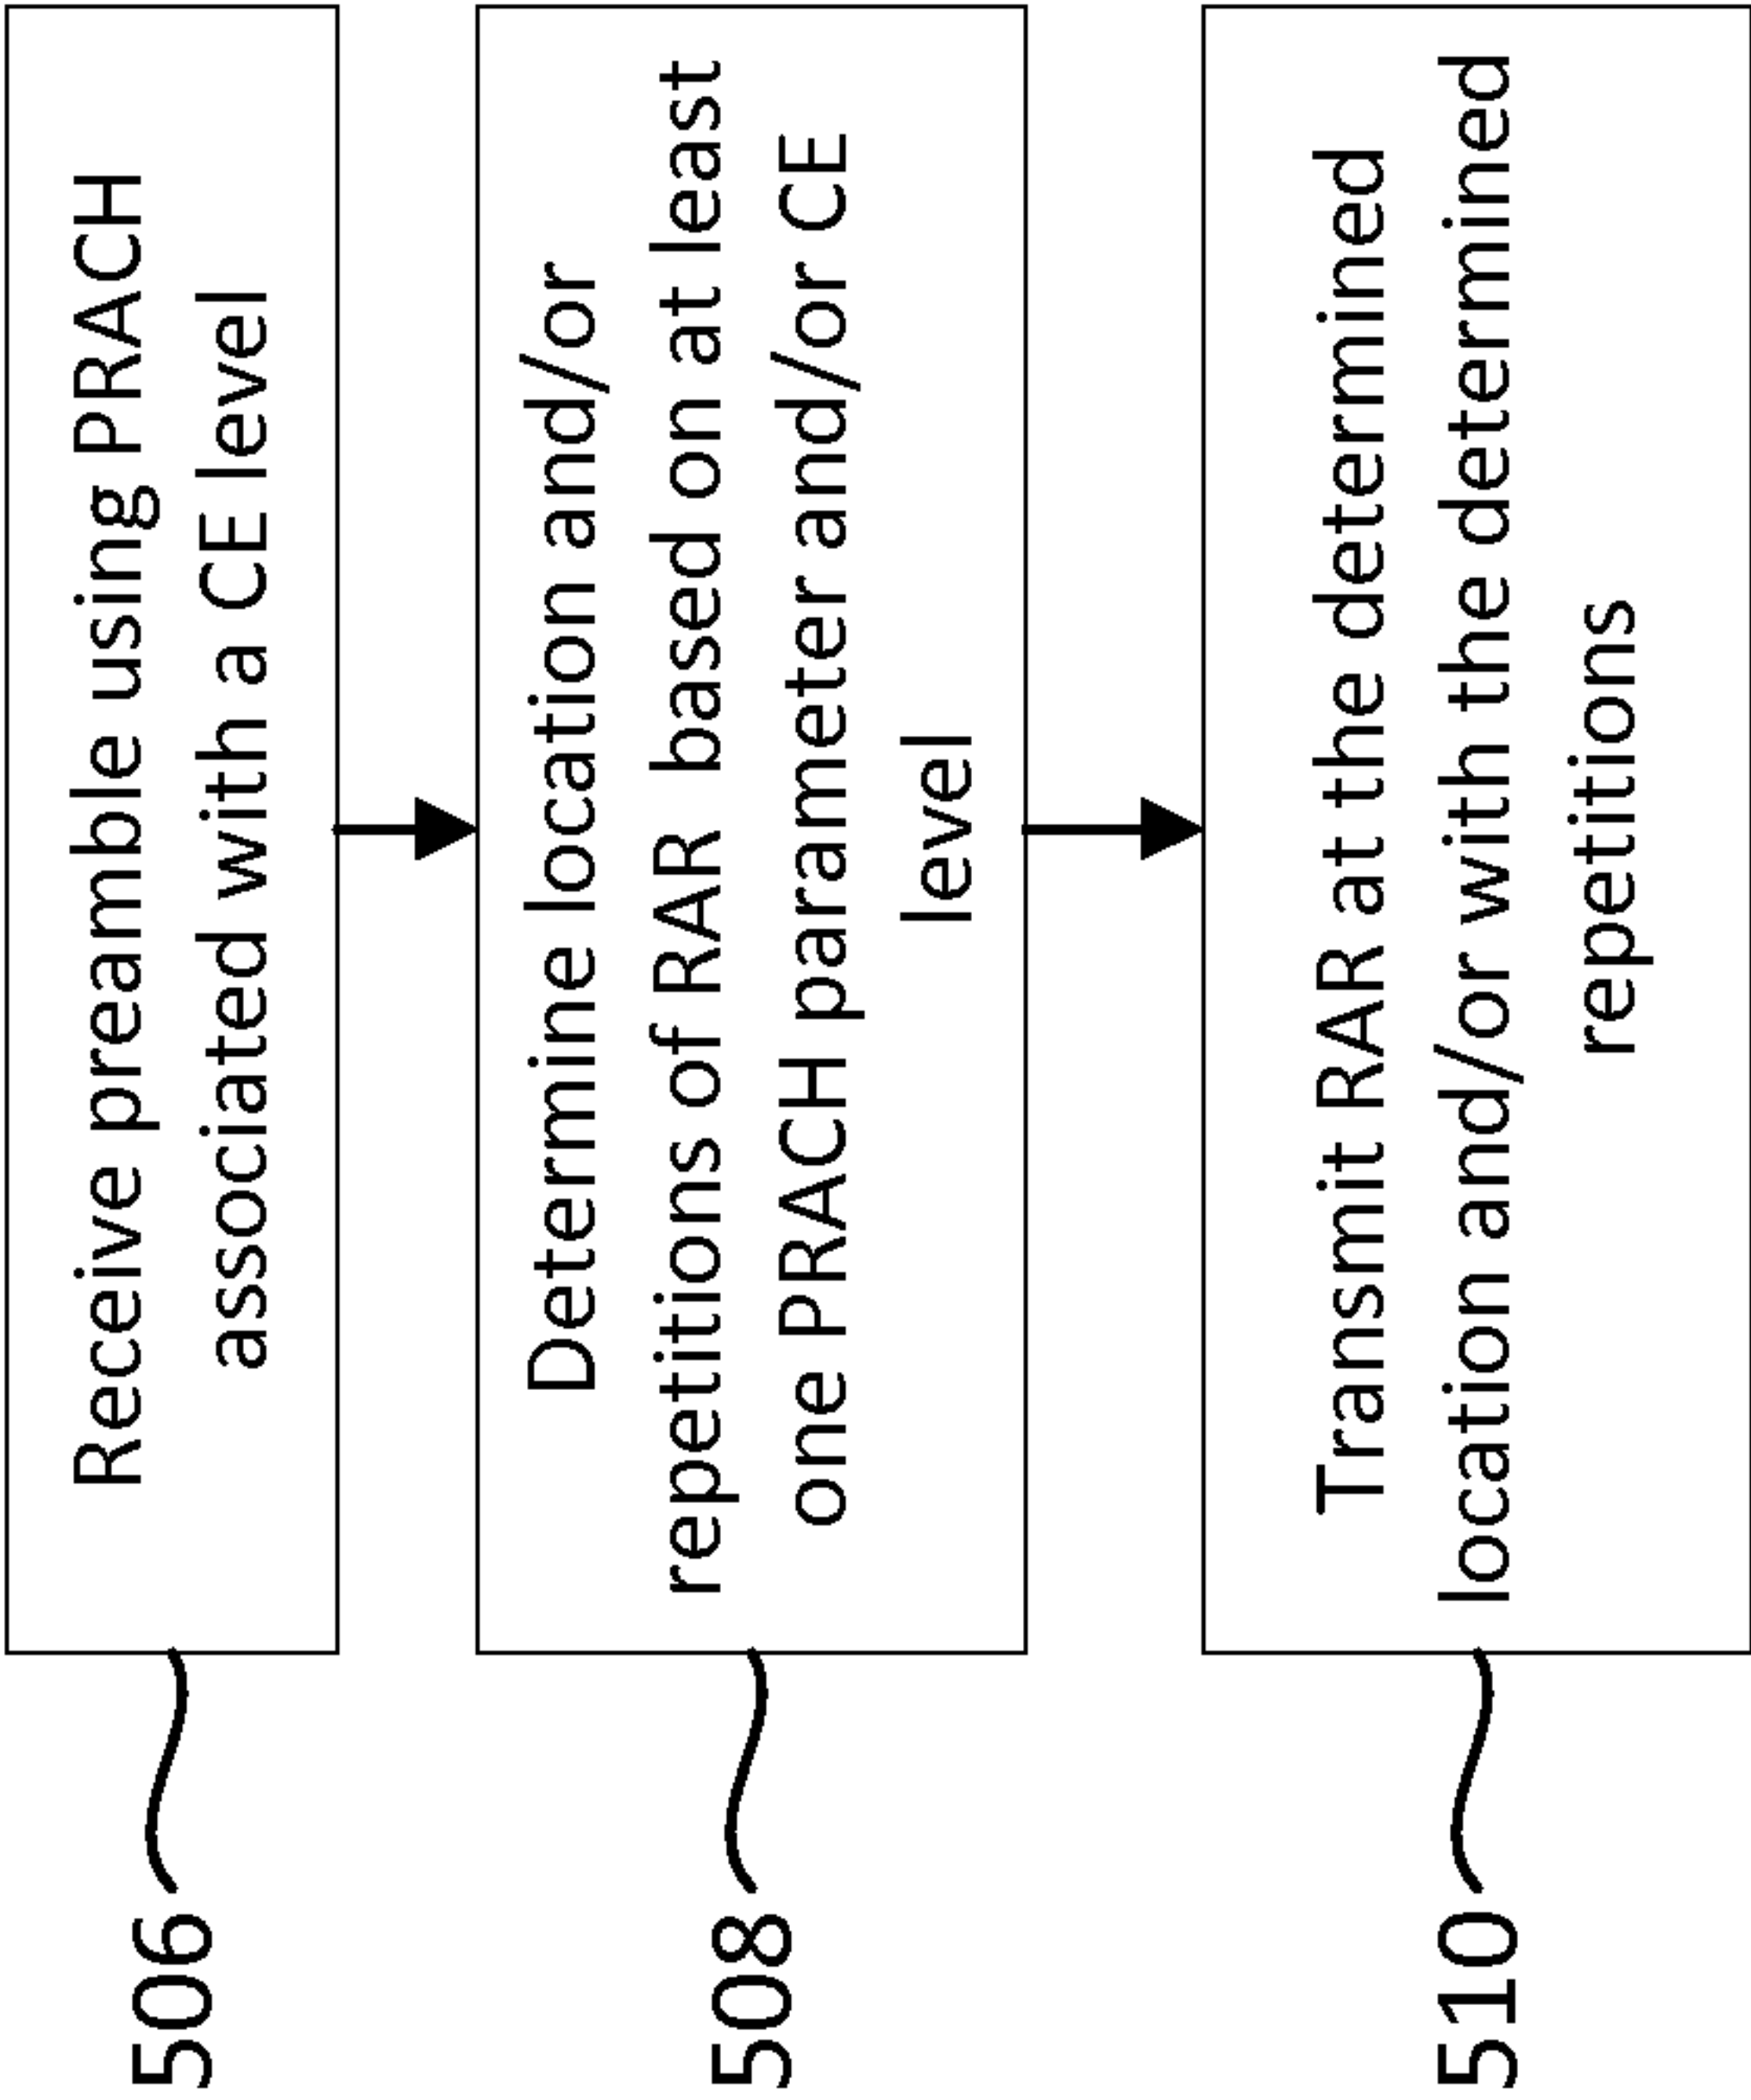 506
Receive preamble using PRACH
associated with a CE level
508
Determine location and/or
repetitions of RAR based on at least
one PRACH parameter and/or CE
level
510
Transmit RAR at the determined
location and/or with the determined
repetitions